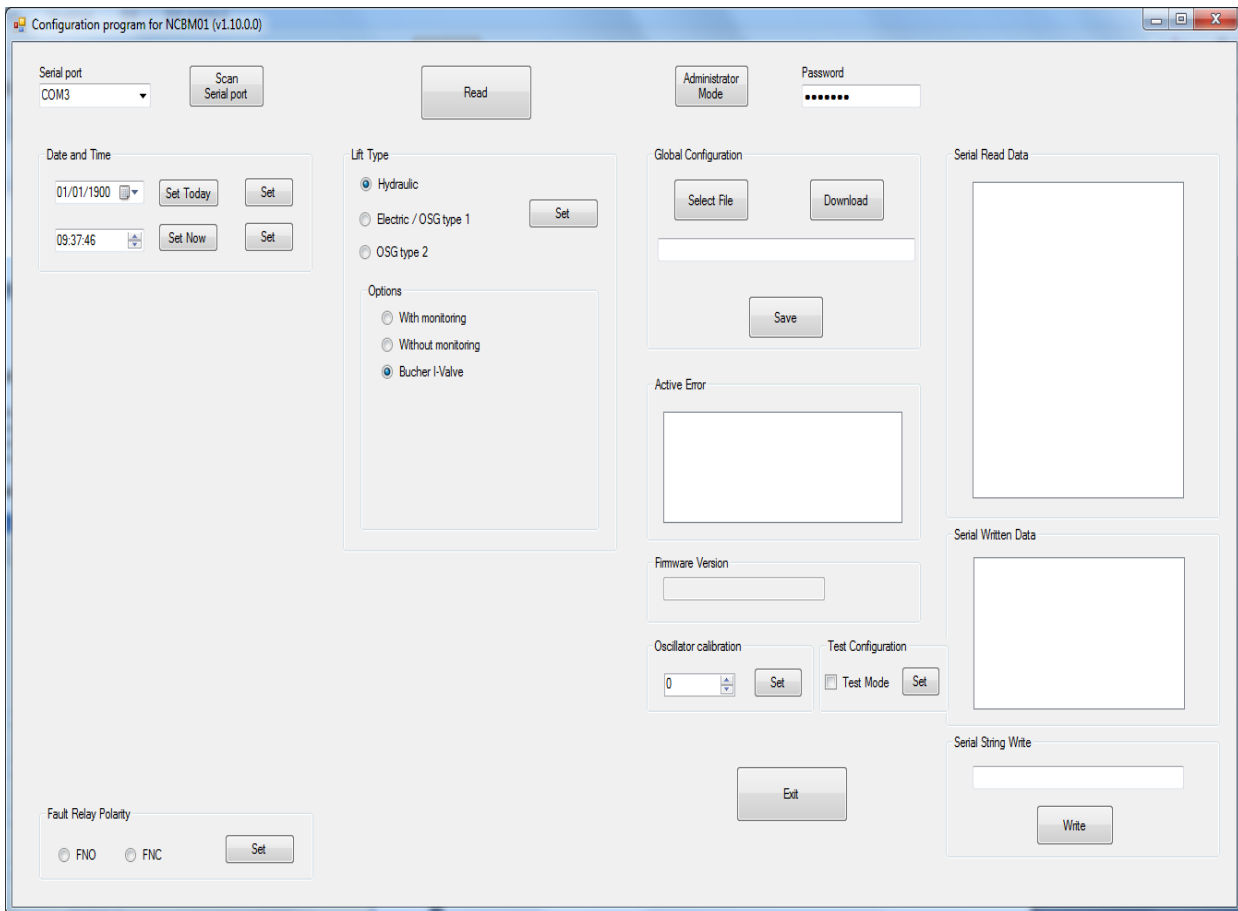 Configuration program for NCBM01 (v1.10.0.0)
Serial port
COM3
Scan
Serial port
Read
Administrator
Mode
Password
•••••••
Date and Time
01/01/1900
Set Today
Set
09:37:46
Set Now
Set
Lift Type
Hydraulic
Electric / OSG type 1
OSG type 2
Set
Options
With monitoring
Without monitoring
Bucher I-Valve
Global Configuration
Select File
Download
Save
Active Error
Firmware Version
Oscillator calibration
0
Set
Test Configuration
Test Mode
Set
Exit
Serial Read Data
Serial Written Data
Serial String Write
Write
Fault Relay Polarity
FNO
FNC
Set